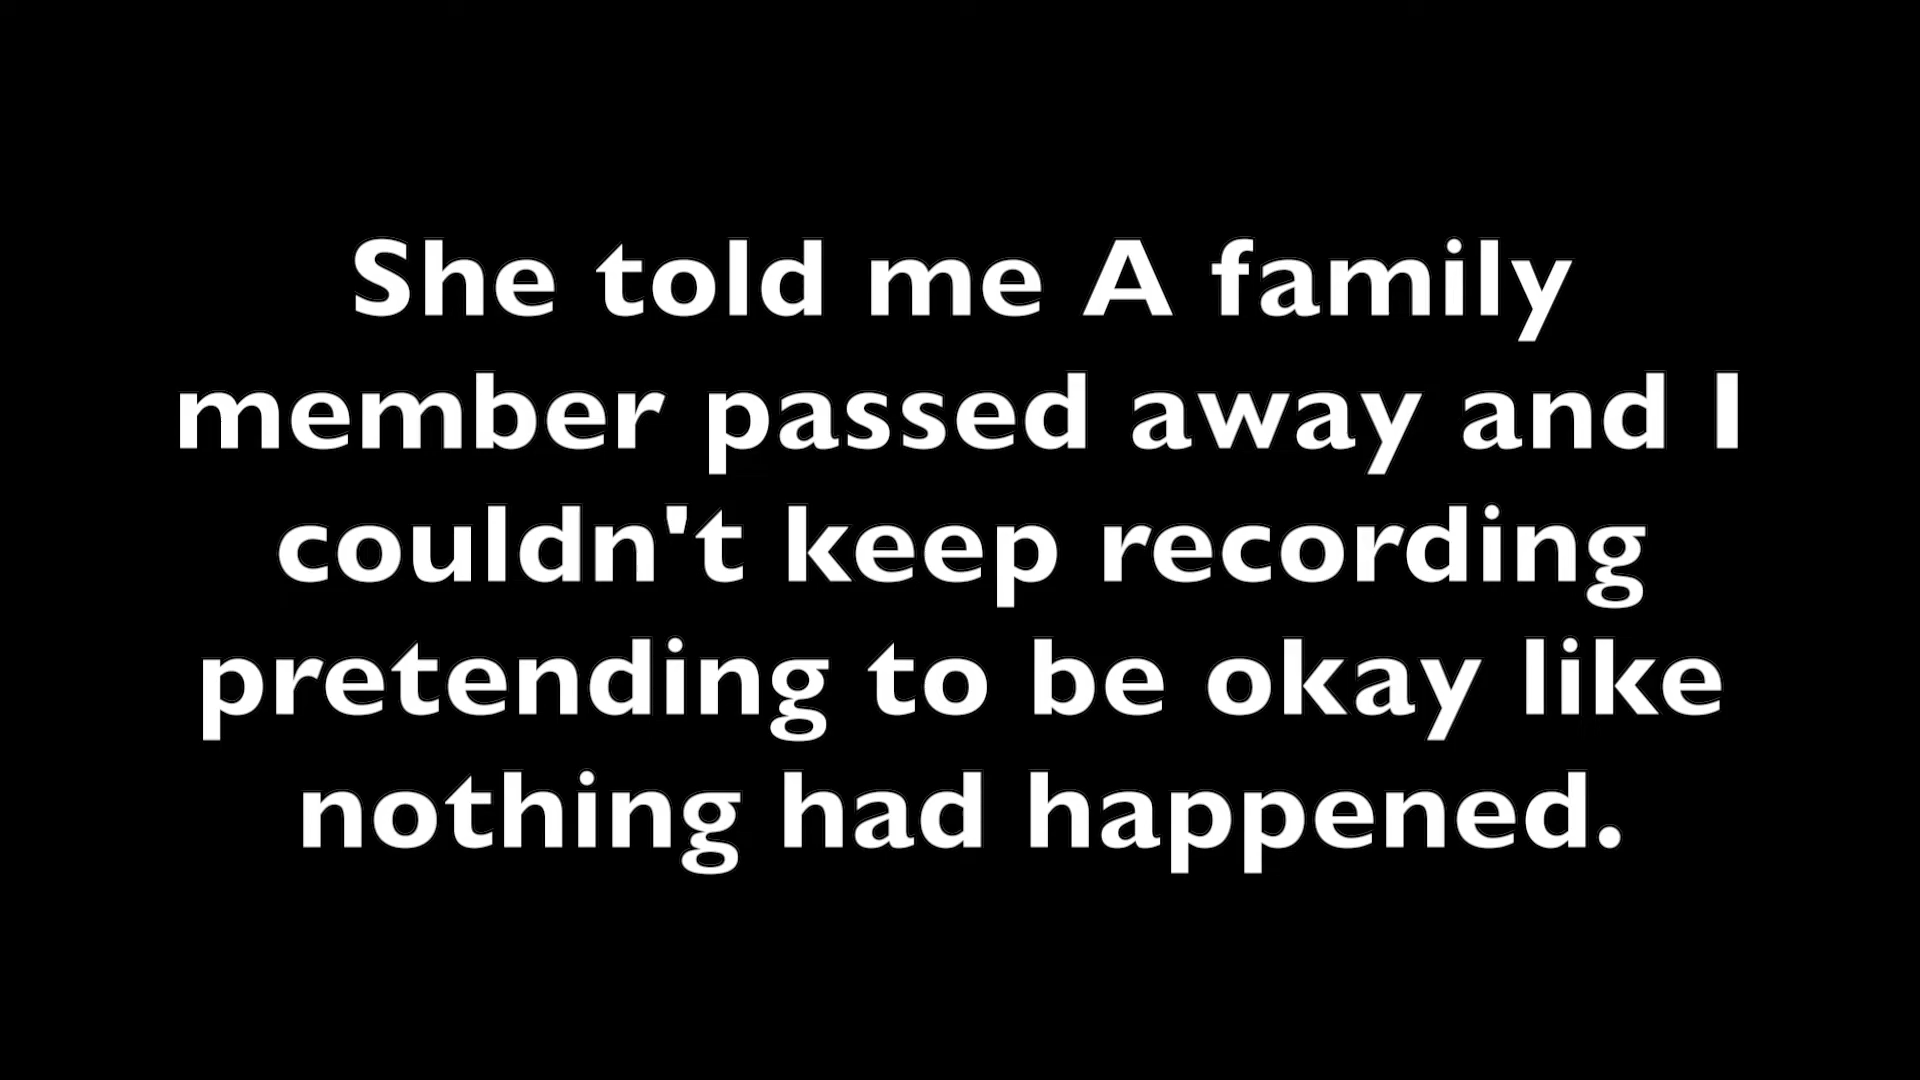 She told me A family
member passed away and I
couldn't keep recording
pretending to be okay like
nothing had happened.